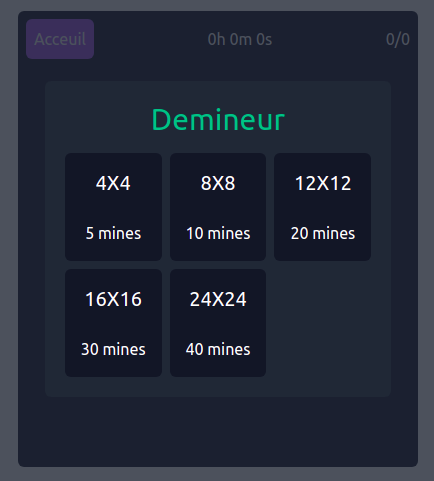 Acceuil 0h 0m 0s 0/0
Demineur
4X4 8X8 12X12
5 mines 10 mines 20 mines
16X16 24X24
30 mines 40 mines